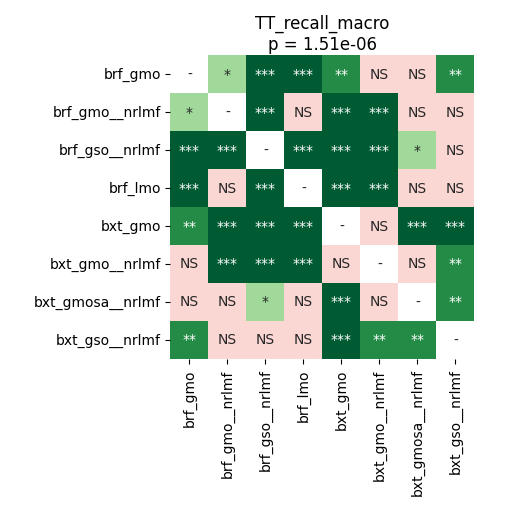 TT_recall_macro
p = 1.51e-06
brf_gmo - * *** *** ** NS NS **
brf_gmo__nrlmf * - *** NS *** *** NS NS
brf_gso__nrlmf *** *** - *** *** *** * NS
brf_lmo *** NS *** - *** *** NS NS
bxt_gmo ** *** *** *** - NS *** ***
bxt_gmo__nrlmf NS *** *** *** NS - NS **
bxt_gmosa__nrlmf NS NS * NS *** NS - **
bxt_gso__nrlmf ** NS NS NS *** ** ** -
brf_gmo
brf_gmo__nrlmf
brf_gso__nrlmf
brf_lmo
bxt_gmo
bxt_gmo__nrlmf
bxt_gmosa__nrlmf
bxt_gso__nrlmf